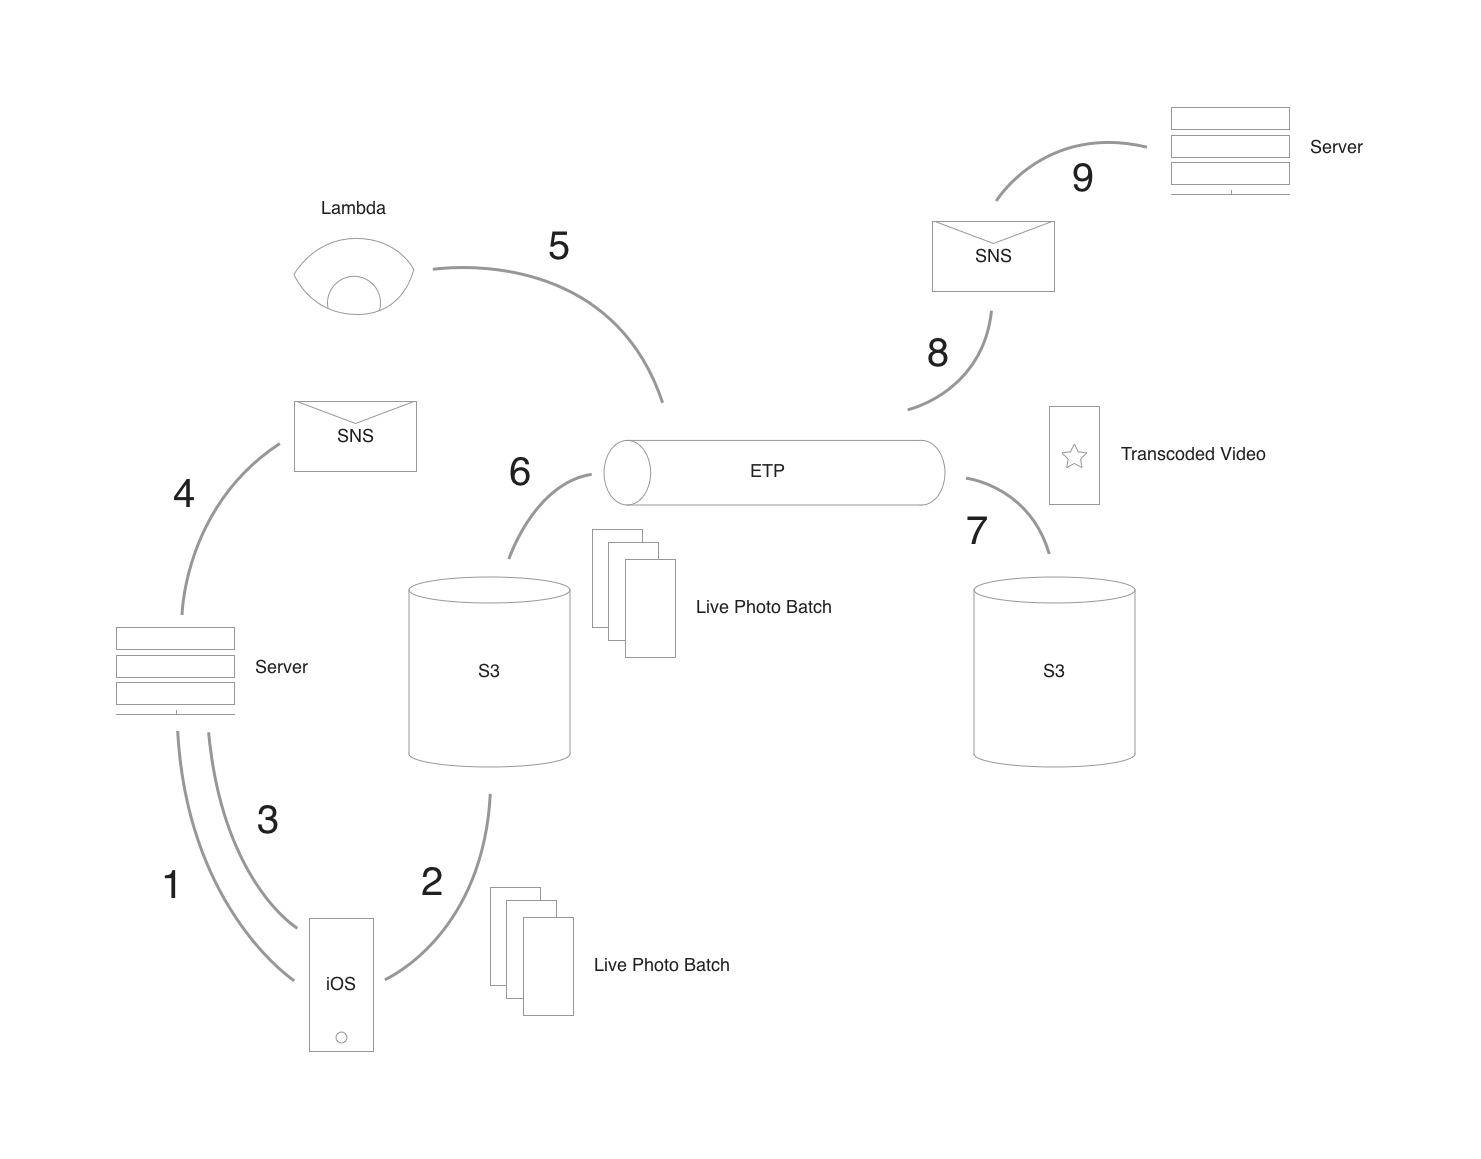 Server
9
Lambda
SNS
5
8
SNS
Transcoded Video
6
ETP
4
7
Live Photo Batch
Server
S3
S3
3
1
2
Live Photo Batch
iOS